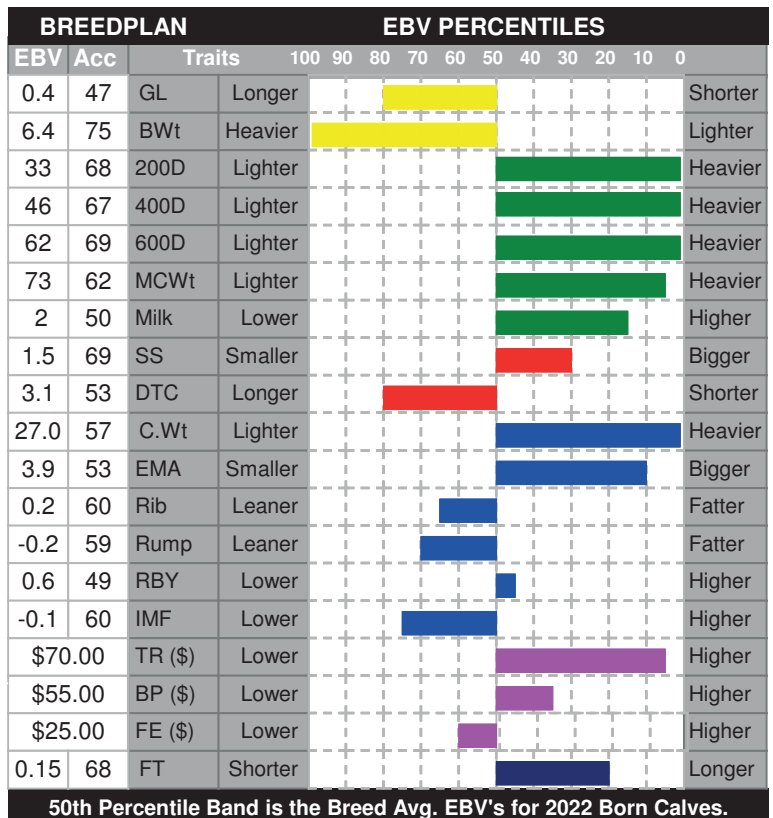 BREEDPLAN EBV PERCENTILES
EBV Acc Traits 100 90 80 70 60 50 40 30 20 10 0
0.4 47 GL Longer Shorter
6.4 75 BWt Heavier Lighter
33 68 200D Lighter Heavier
46 67 400D Lighter Heavier
62 69 600D Lighter Heavier
73 62 MCWt Lighter Heavier
2 50 Milk Lower Higher
1.5 69 SS Smaller Bigger
3.1 53 DTC Longer Shorter
27.0 57 C.Wt Lighter Heavier
3.9 53 EMA Smaller Bigger
0.2 60 Rib Leaner Fatter
-0.2 59 Rump Leaner Fatter
0.6 49 RBY Lower Higher
-0.1 60 IMF Lower Higher
$70.00 TR ($) Lower Higher
$55.00 BP ($) Lower Higher
$25.00 FE ($) Lower Higher
0.15 68 FT Shorter Longer
50th Percentile Band is the Breed Avg. EBV's for 2022 Born Calves.